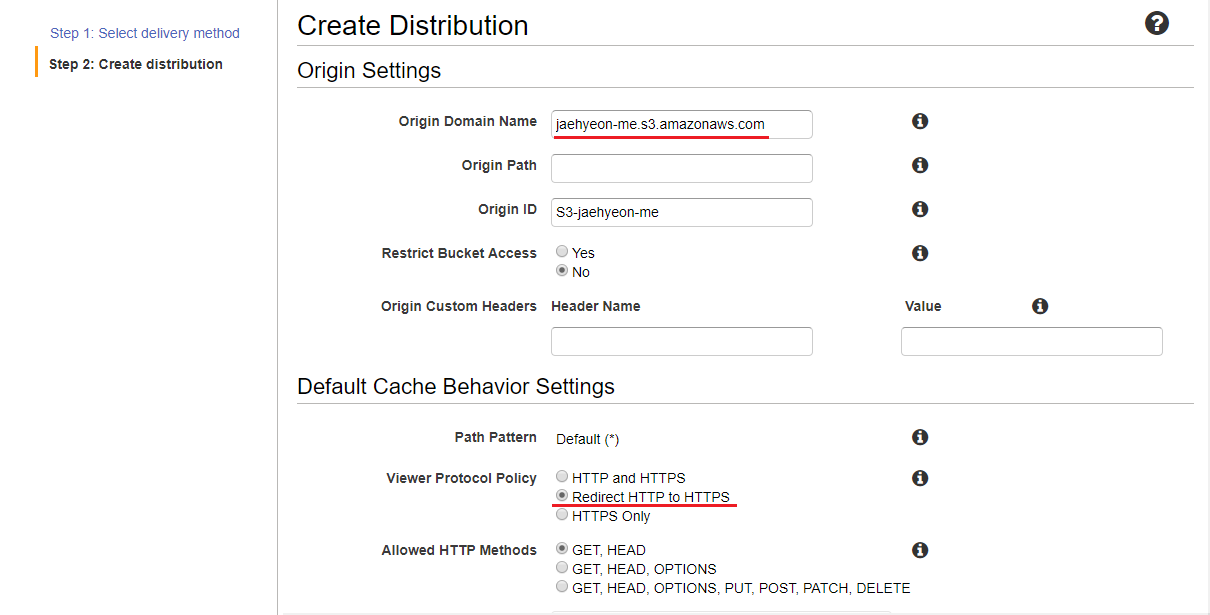 Step 1: Select delivery method
Step 2: Create distribution
Create Distribution
Origin Settings
Origin Domain Name jaehyeon-me.s3.amazonaws.com
Origin Path
Origin ID S3-jaehyeon-me
Restrict Bucket Access Yes
No
Origin Custom Headers Header Name Value
Default Cache Behavior Settings
Path Pattern Default (*)
Viewer Protocol Policy HTTP and HTTPS
Redirect HTTP to HTTPS
HTTPS Only
Allowed HTTP Methods GET, HEAD
GET, HEAD, OPTIONS
GET, HEAD, OPTIONS, PUT, POST, PATCH, DELETE